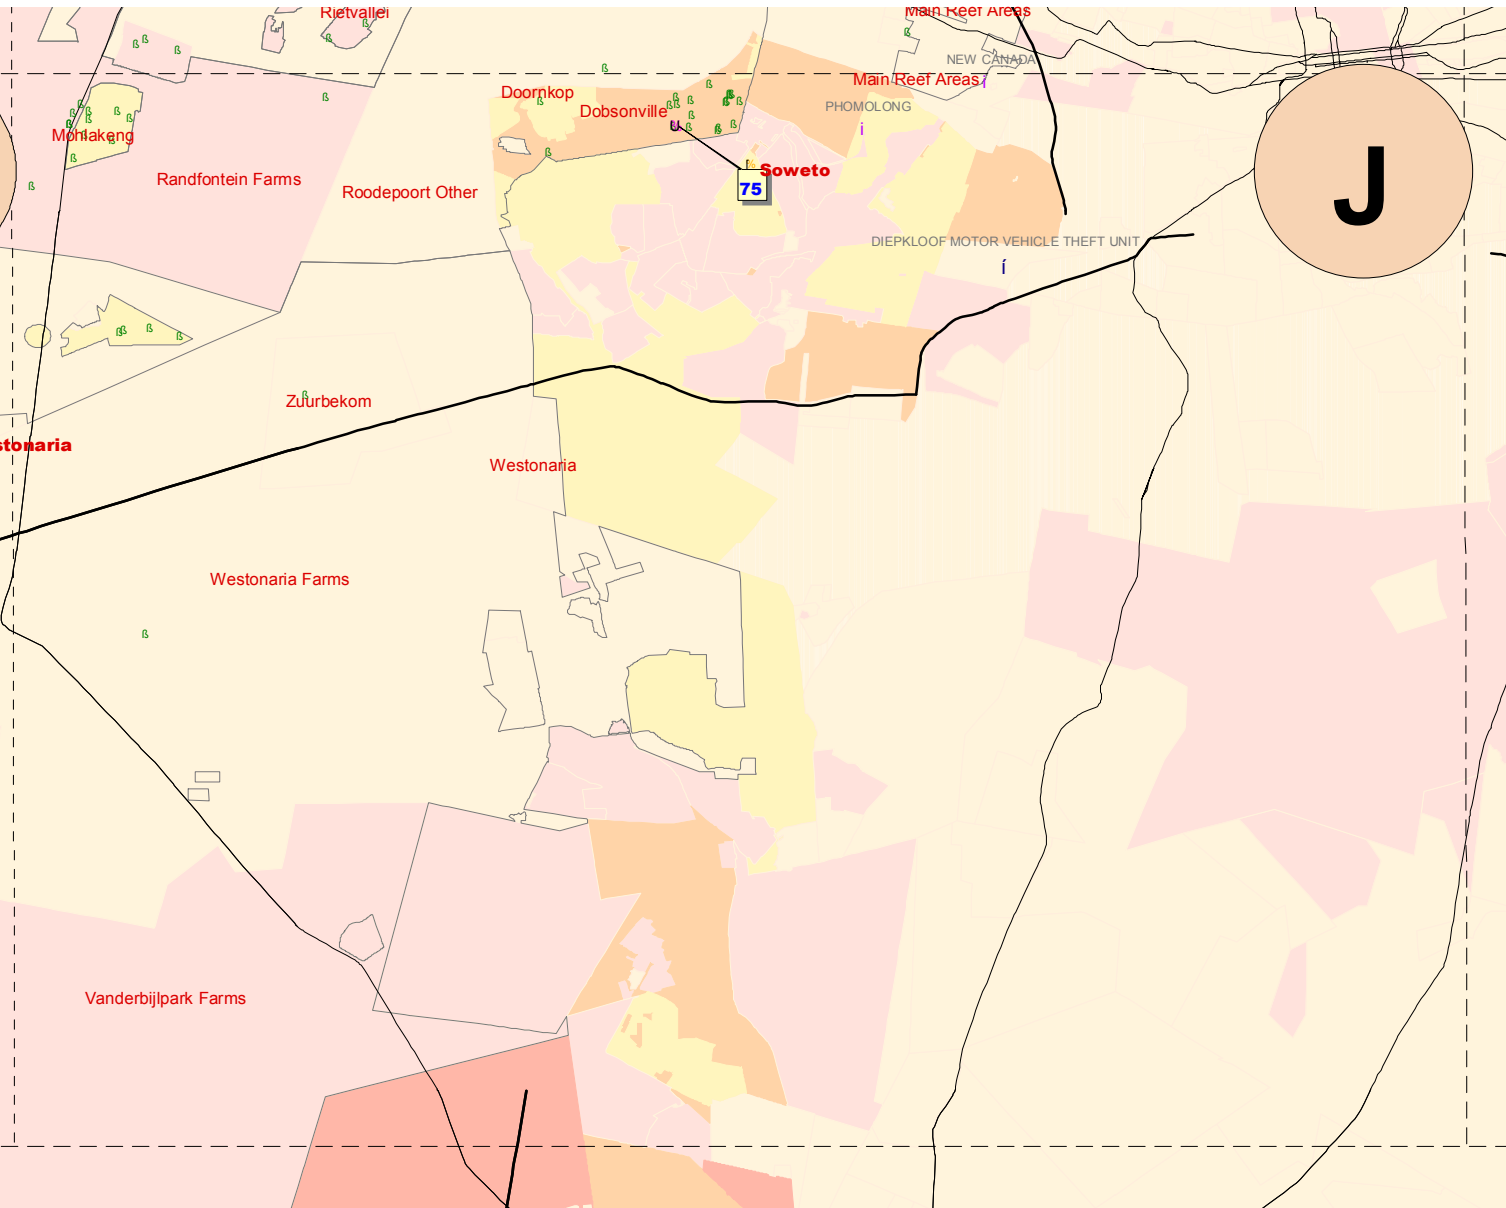 Rietvallei
Main Reef Areas
NEW CANADA
Main Reef Areas
Doornkop
Dobsonville
PHOMOLONG
Mohlakeng
Soweto
75
Randfontein Farms
Roodepoort Other
J
DIEPKLOOF MOTOR VEHICLE THEFT UNIT
Zuurbekom
stonaria
Westonaria
Westonaria Farms
Vanderbijlpark Farms